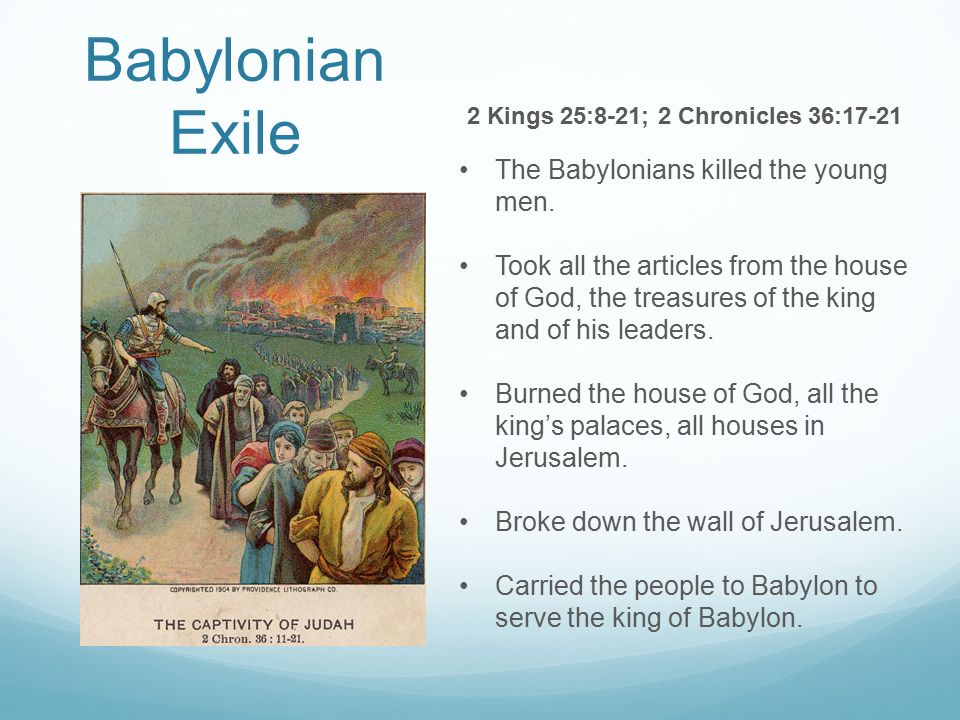 Babylonian
Exile
2 Kings 25:8-21; 2 Chronicles 36:17-21
• The Babylonians killed the young
men.
• Took all the articles from the house
of God, the treasures of the king
and of his leaders.
• Burned the house of God, all the
king’s palaces, all houses in
Jerusalem.
• Broke down the wall of Jerusalem.
• Carried the people to Babylon to
serve the king of Babylon.
COPYRIGHTED 1904 BY PROVIDENCE LITHOGRAPH CO.
THE CAPTIVITY OF JUDAH
2 Chron. 36 : 11-21.